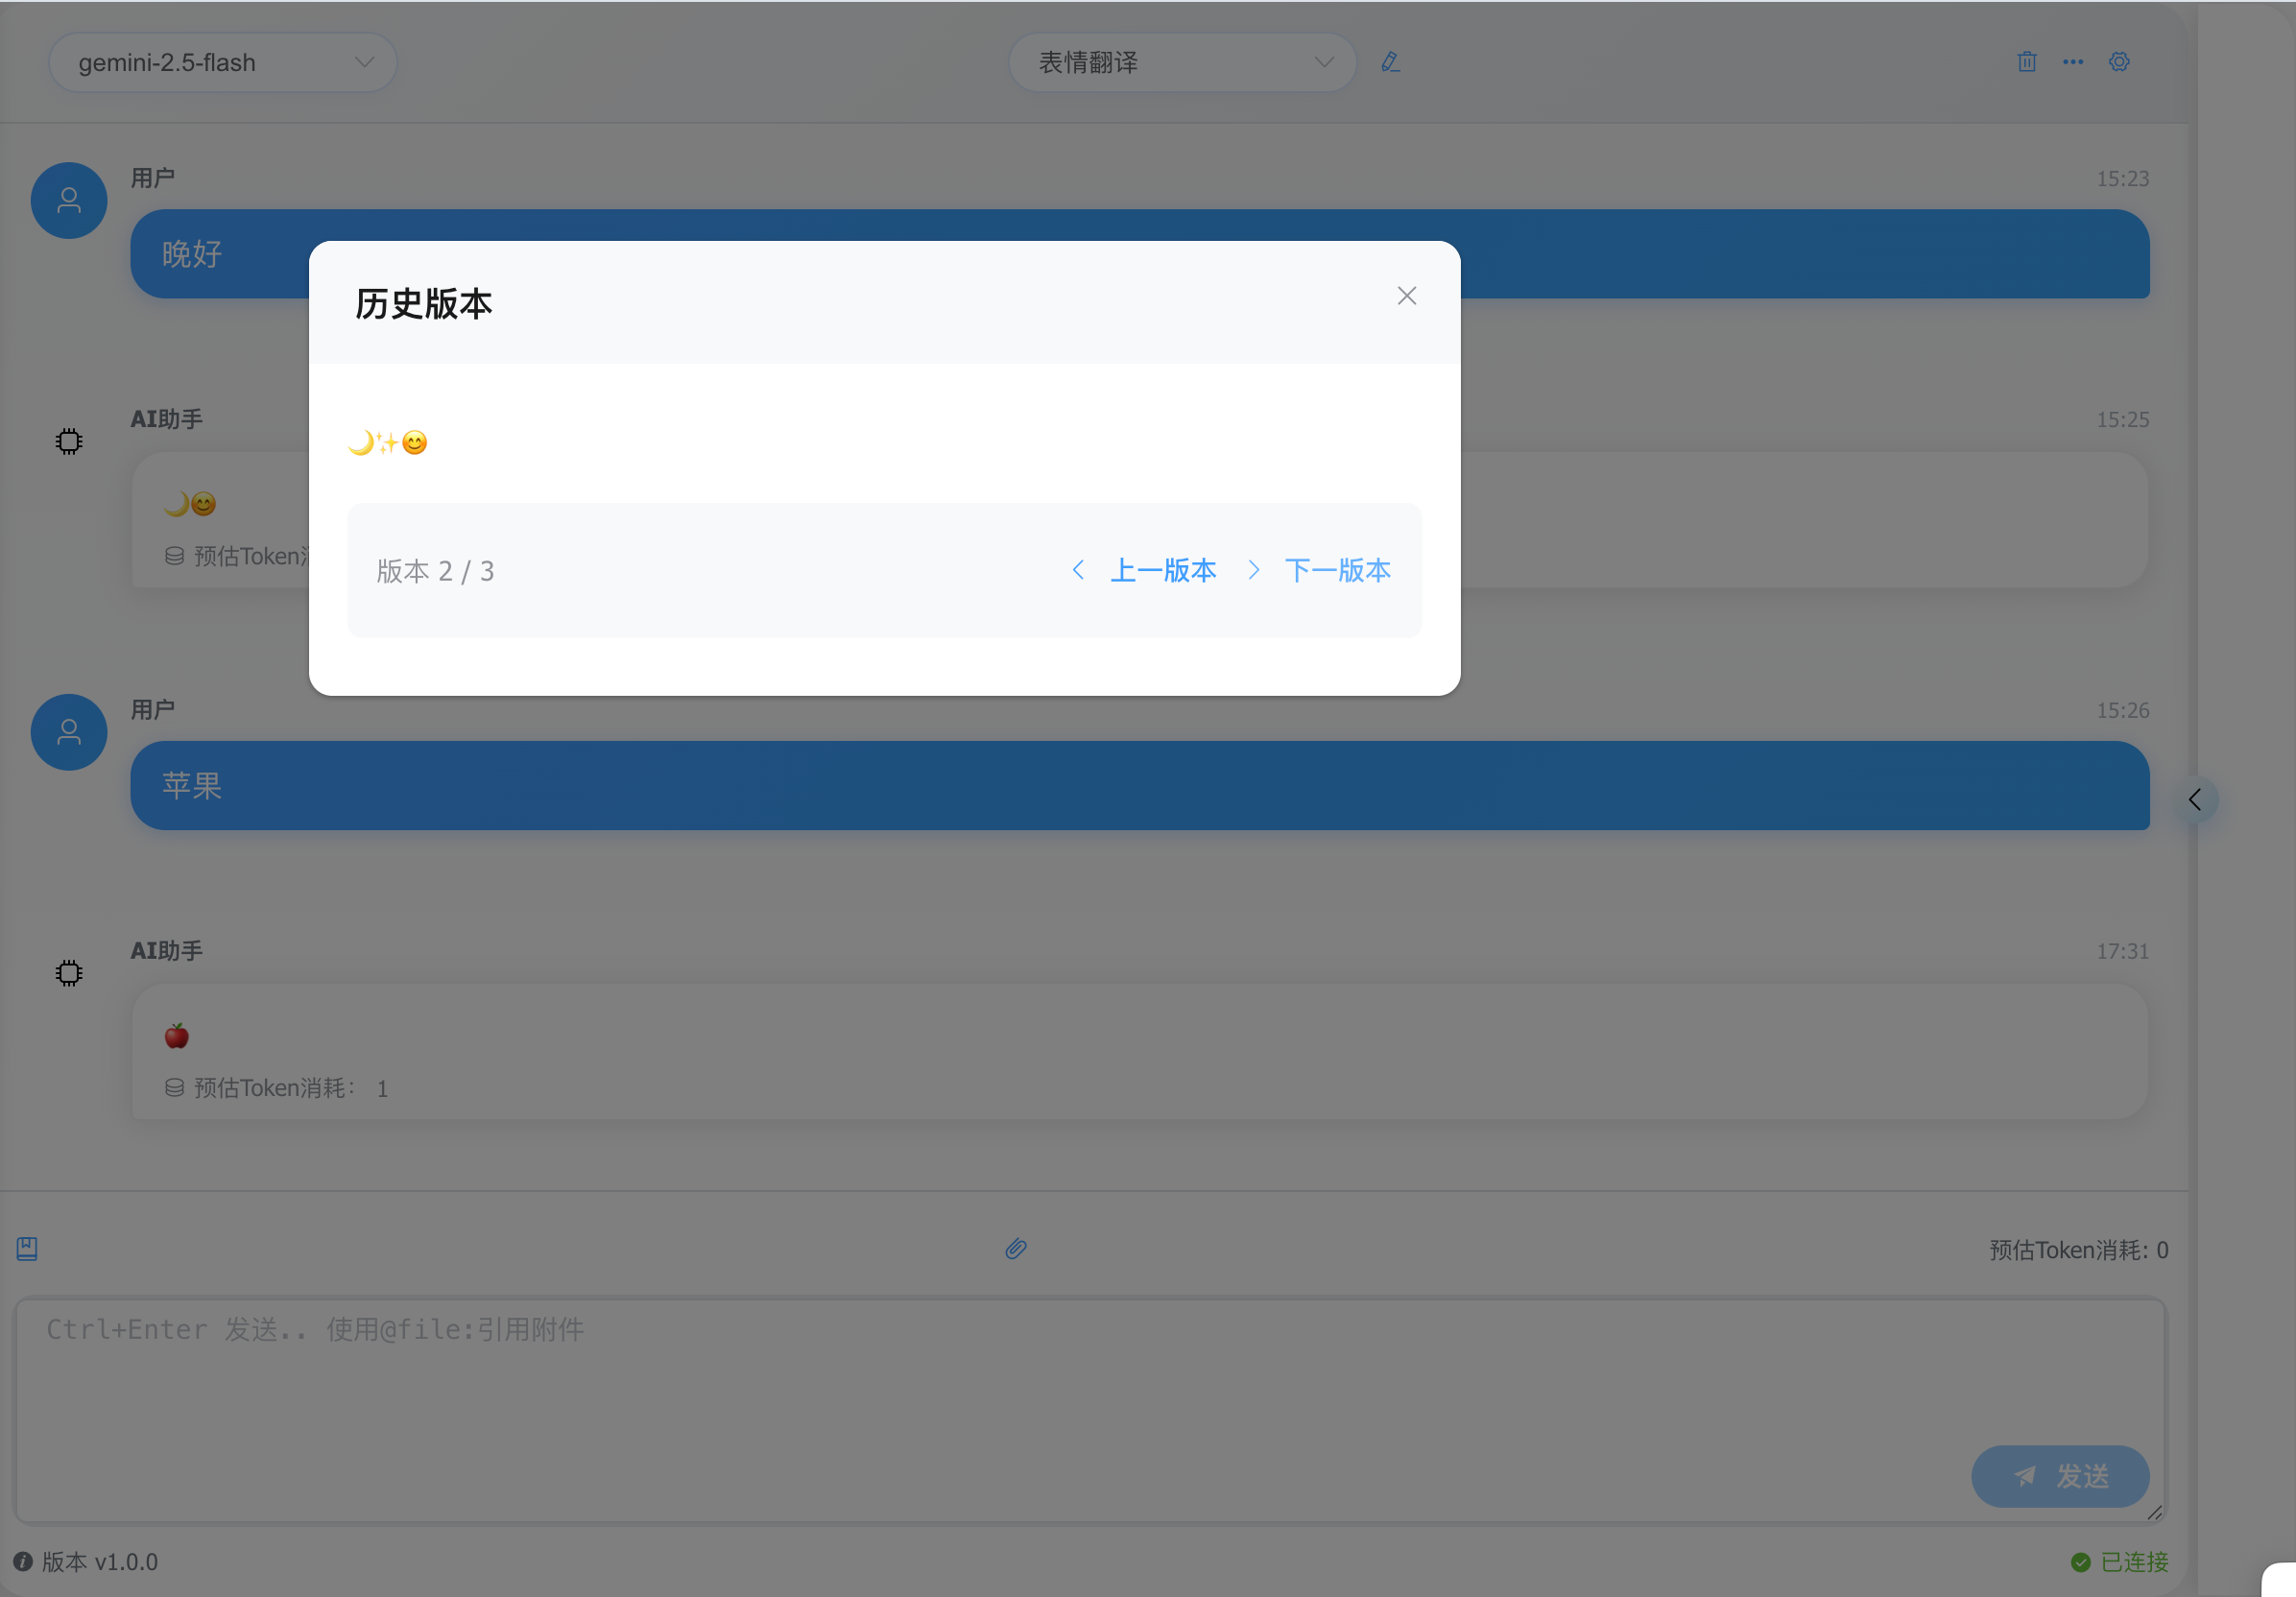 gemini-2.5-flash
表情翻译
用户
15:23
晚好
历史版本
🌙✨😊
版本 2 / 3
上一版本
下一版本
AI助手
15:25
🌙😊
预估Token
用户
15:26
苹果
AI助手
17:31
🍎
预估Token消耗: 1
预估Token消耗: 0
Ctrl+Enter 发送.. 使用@file:引用附件
发送
版本 v1.0.0
已连接